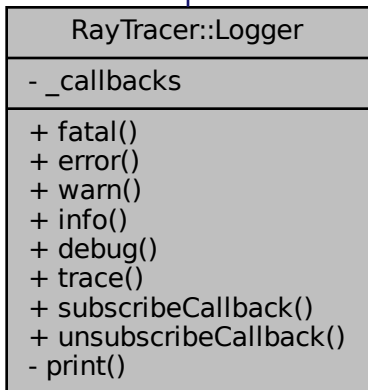 RayTracer::Logger
- _callbacks
+ fatal()
+ error()
+ warn()
+ info()
+ debug()
+ trace()
+ subscribeCallback()
+ unsubscribeCallback()
- print()